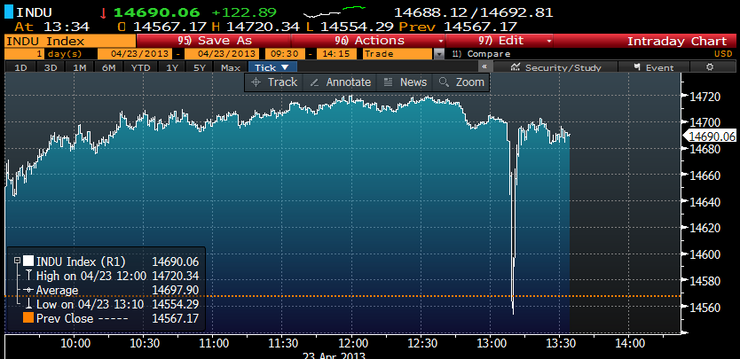 INDU ↓ 14690.06 +122.89 14688.12/14692.81
At 13:34 O 14567.17 H 14720.34 L 14554.29 Prev 14567.17
INDU Index 95) Save As 96) Actions 97) Edit Intraday Chart
1 day(s) 04/23/2013 - 04/23/2013 09:30 - 14:15 Trade 11) Compare USD
1D 3D 1M 6M YTD 1Y 5Y Max Tick ▼ « Security/Study Event
Track Annotate News Zoom
14720
14700
14690.06
14680
14660
14640
14620
14600
14580
14560
INDU Index (R1) 14690.06
High on 04/23 12:00 14720.34
Average 14697.90
Low on 04/23 13:10 14554.29
Prev Close ----- 14567.17
10:00 10:30 11:00 11:30 12:00 12:30 13:00 13:30 14:00
23 Apr 2013